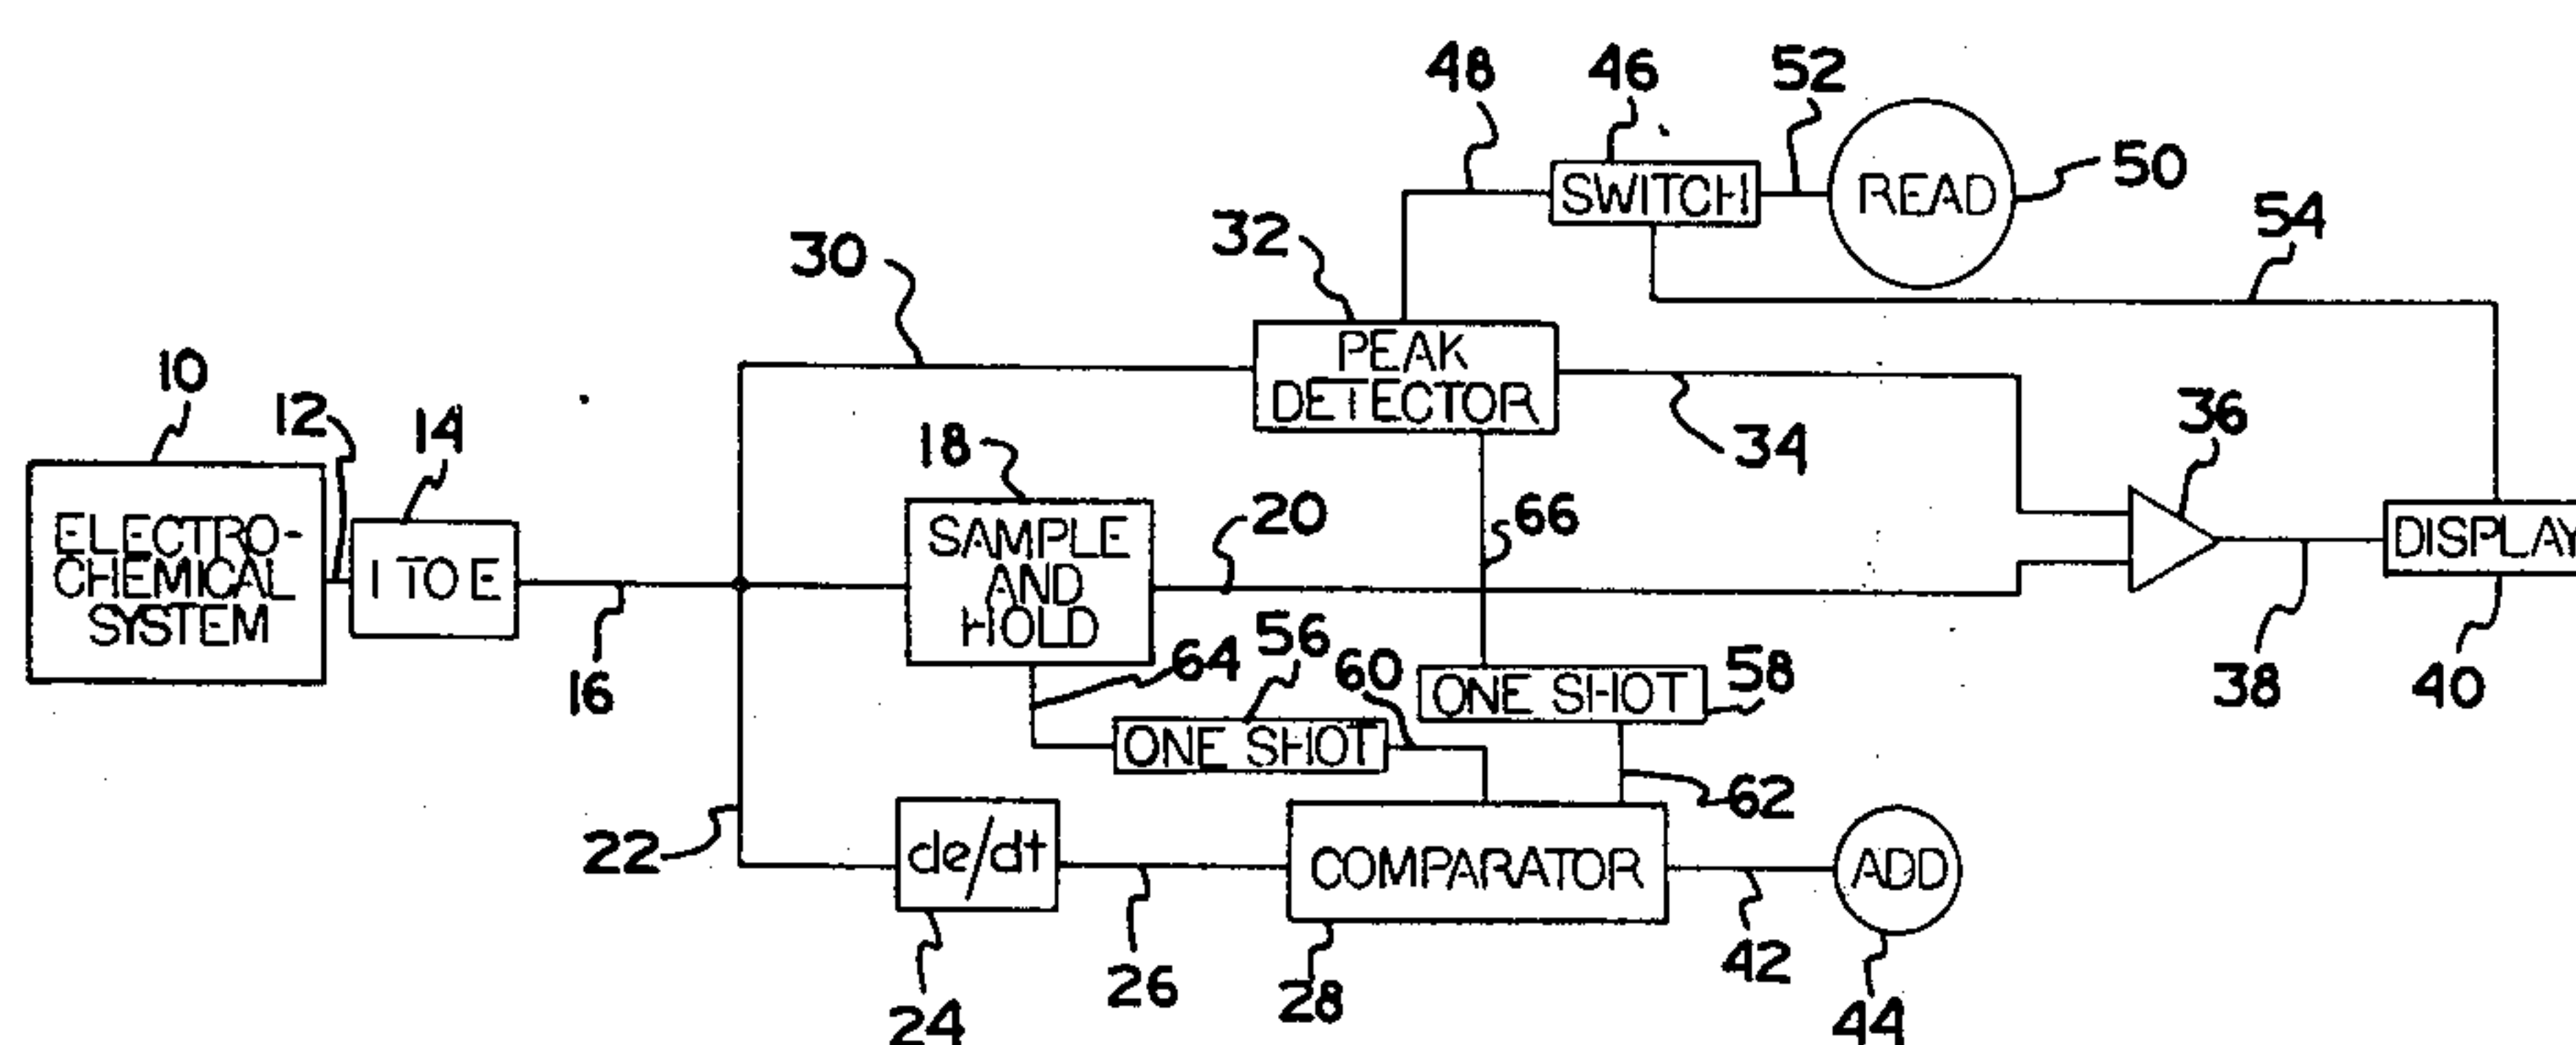 48
46
52
SWITCH
READ
50
54
32
30
PEAK
DETECTOR
34
10
12
14
18
36
ELECTRO-
CHEMICAL
SYSTEM
I TO E
SAMPLE
AND
HOLD
20
66
DISPLAY
16
64
56
60
ONE SHOT
58
38
40
ONE SHOT
62
22
de/dt
COMPARATOR
ADD
24
26
28
42
44